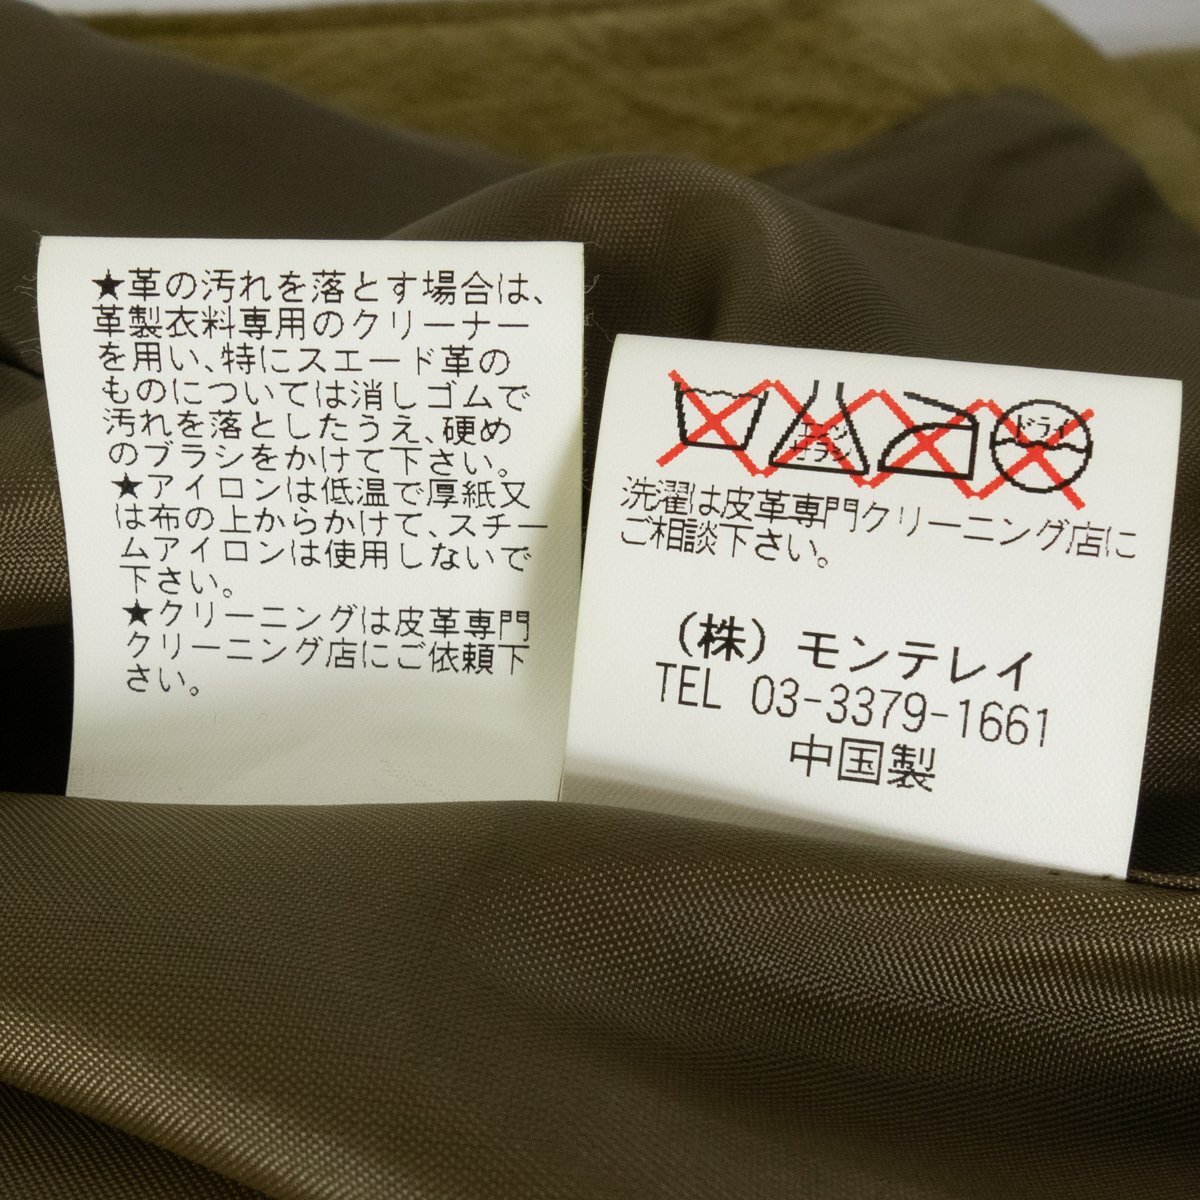 ★革の汚れを落とす場合は、
革製衣料専用のクリーナー
を用い、特にスエード革の
ものについては消しゴムで
汚れを落としたうえ、硬め
のブラシをかけて下さい。
★アイロンは低温で厚紙又
は布の上からかけて、スチー
ムアイロンは使用しないで
下さい。
★クリーニングは皮革専門
クリーニング店にご依頼下
さい。
エンソ
サラシ
ドライ
洗濯は皮革専門クリーニング店に
ご相談下さい。
(株)モンテレイ
TEL 03-3379-1661
中国製